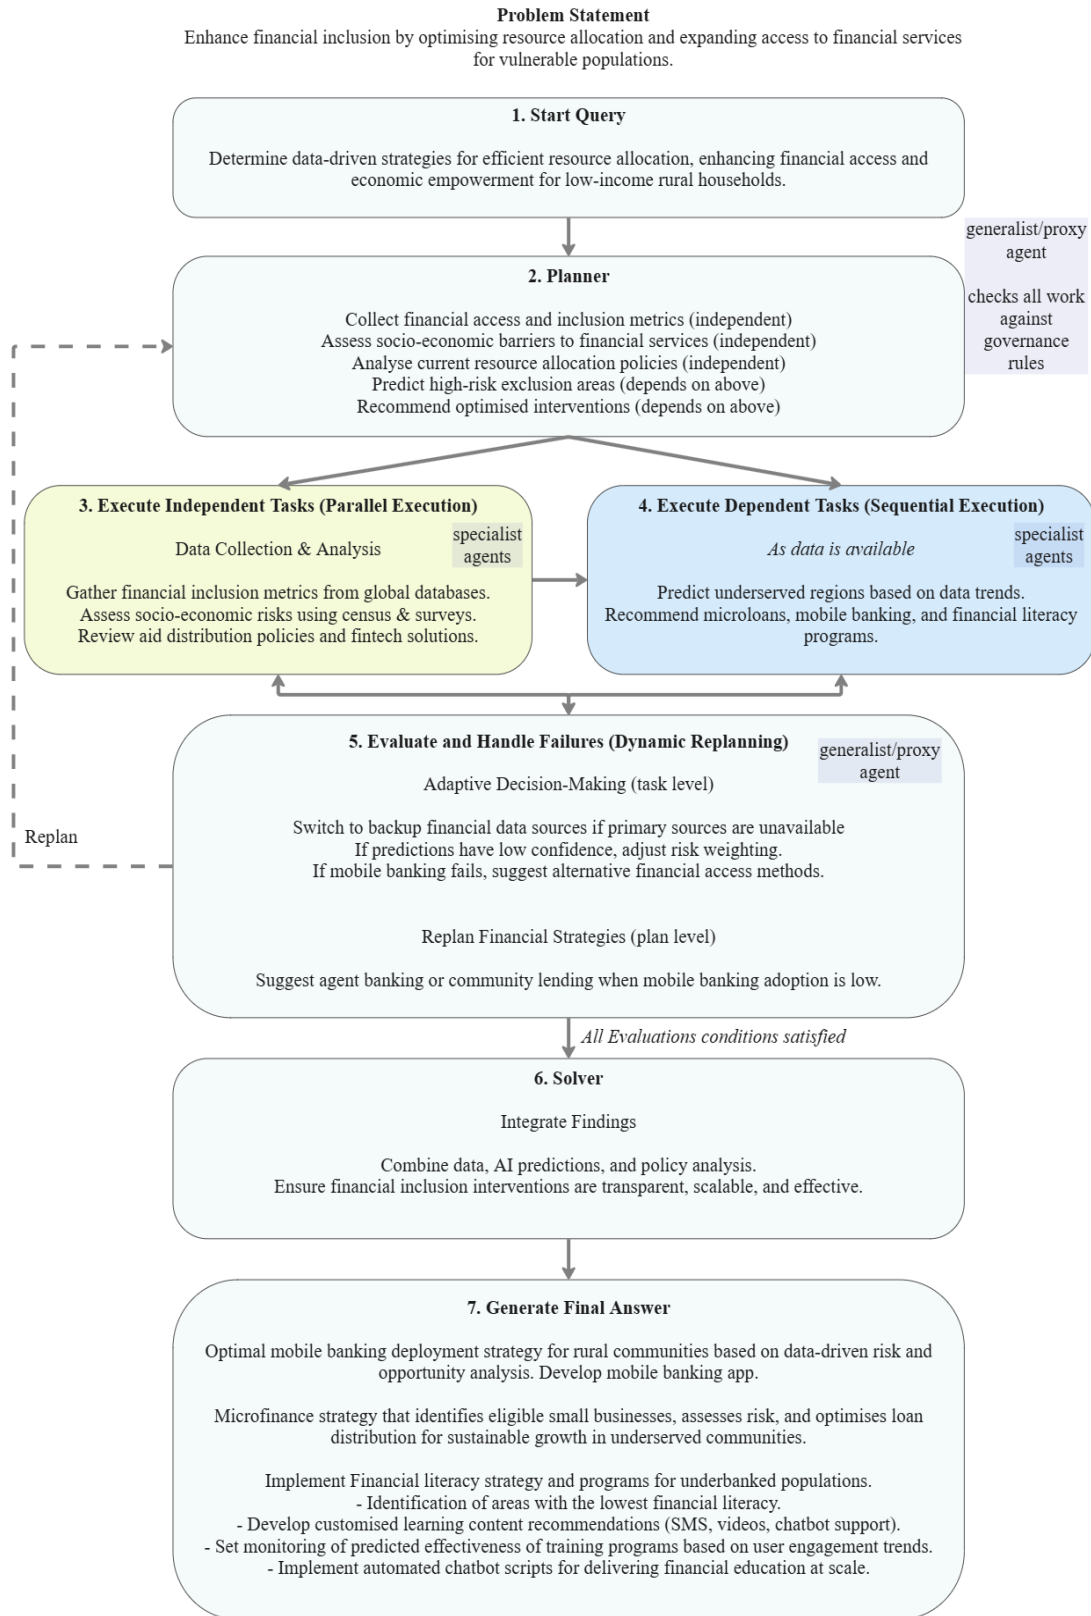 Problem Statement
Enhance financial inclusion by optimising resource allocation and expanding access to financial services
for vulnerable populations.
1. Start Query
Determine data-driven strategies for efficient resource allocation, enhancing financial access and
economic empowerment for low-income rural households.
generalist/proxy
agent
checks all work
against
governance
rules
2. Planner
Collect financial access and inclusion metrics (independent)
Assess socio-economic barriers to financial services (independent)
Analyse current resource allocation policies (independent)
Predict high-risk exclusion areas (depends on above)
Recommend optimised interventions (depends on above)
3. Execute Independent Tasks (Parallel Execution)
Data Collection & Analysis
specialist
agents
Gather financial inclusion metrics from global databases.
Assess socio-economic risks using census & surveys.
Review aid distribution policies and fintech solutions.
4. Execute Dependent Tasks (Sequential Execution)
As data is available
specialist
agents
Predict underserved regions based on data trends.
Recommend microloans, mobile banking, and financial literacy
programs.
5. Evaluate and Handle Failures (Dynamic Replanning)
generalist/proxy
agent
Adaptive Decision-Making (task level)
Switch to backup financial data sources if primary sources are unavailable
If predictions have low confidence, adjust risk weighting.
If mobile banking fails, suggest alternative financial access methods.
Replan
Replan Financial Strategies (plan level)
Suggest agent banking or community lending when mobile banking adoption is low.
All Evaluations conditions satisfied
6. Solver
Integrate Findings
Combine data, AI predictions, and policy analysis.
Ensure financial inclusion interventions are transparent, scalable, and effective.
7. Generate Final Answer
Optimal mobile banking deployment strategy for rural communities based on data-driven risk and
opportunity analysis. Develop mobile banking app.
Microfinance strategy that identifies eligible small businesses, assesses risk, and optimises loan
distribution for sustainable growth in underserved communities.
Implement Financial literacy strategy and programs for underbanked populations.
- Identification of areas with the lowest financial literacy.
- Develop customised learning content recommendations (SMS, videos, chatbot support).
- Set monitoring of predicted effectiveness of training programs based on user engagement trends.
- Implement automated chatbot scripts for delivering financial education at scale.